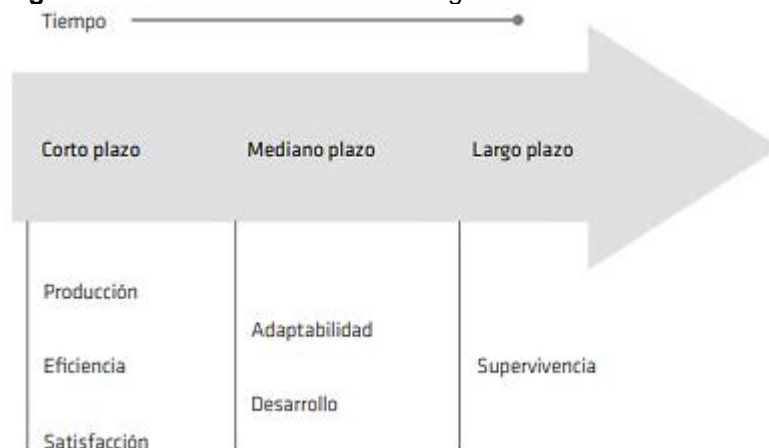 Tiempo
Corto plazo Mediano plazo Largo plazo
Producción
Adaptabilidad
Eficiencia Supervivencia
Desarrollo
Satisfacción